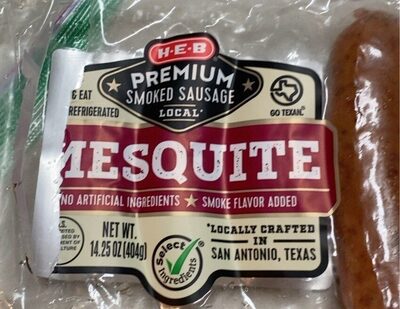 H-E-B
PREMIUM
SMOKED SAUSAGE
LOCAL*
& EAT
REFRIGERATED
GO TEXAN.
MESQUITE
NO ARTIFICIAL INGREDIENTS ★ SMOKE FLAVOR ADDED
NET WT.
14.25 OZ (404g)
Select
Ingredients
*LOCALLY CRAFTED
IN
SAN ANTONIO, TEXAS